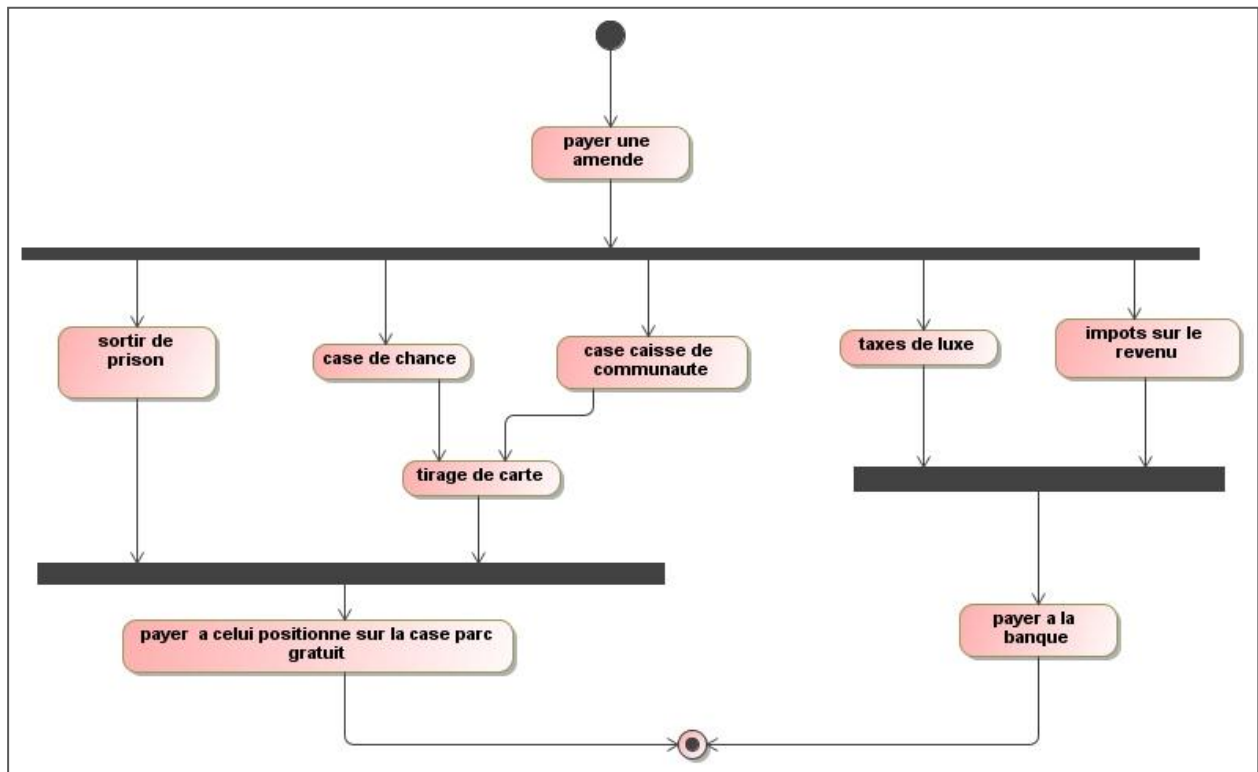 payer une
amende
sortir de
prison
case de chance
case caisse de
communaute
taxes de luxe
impots sur le
revenu
tirage de carte
payer a celui positionne sur la case parc
gratuit
payer a la
banque